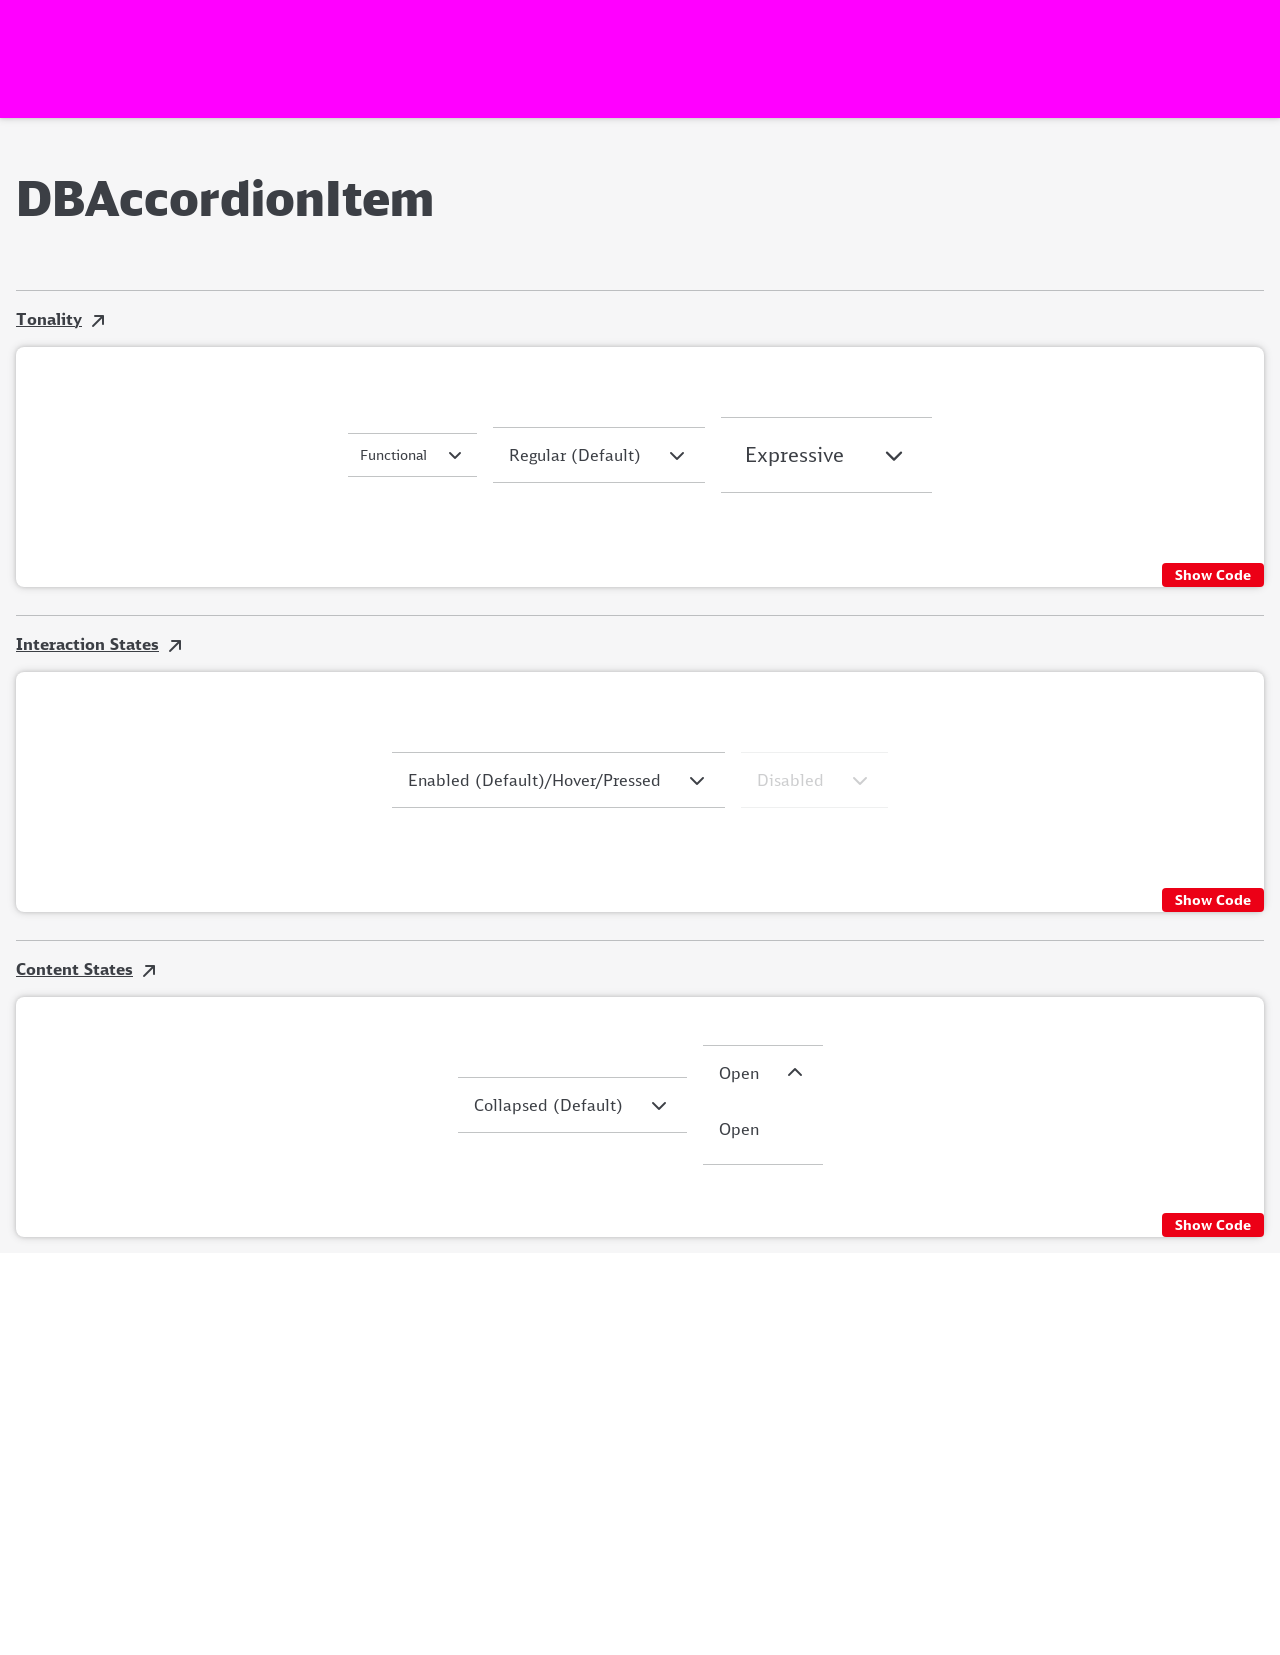 DBAccordionItem
Tonality
Functional
Regular (Default)
Expressive
Show Code
Interaction States
Enabled (Default)/Hover/Pressed
Disabled
Show Code
Content States
Collapsed (Default)
Open
Open
Show Code